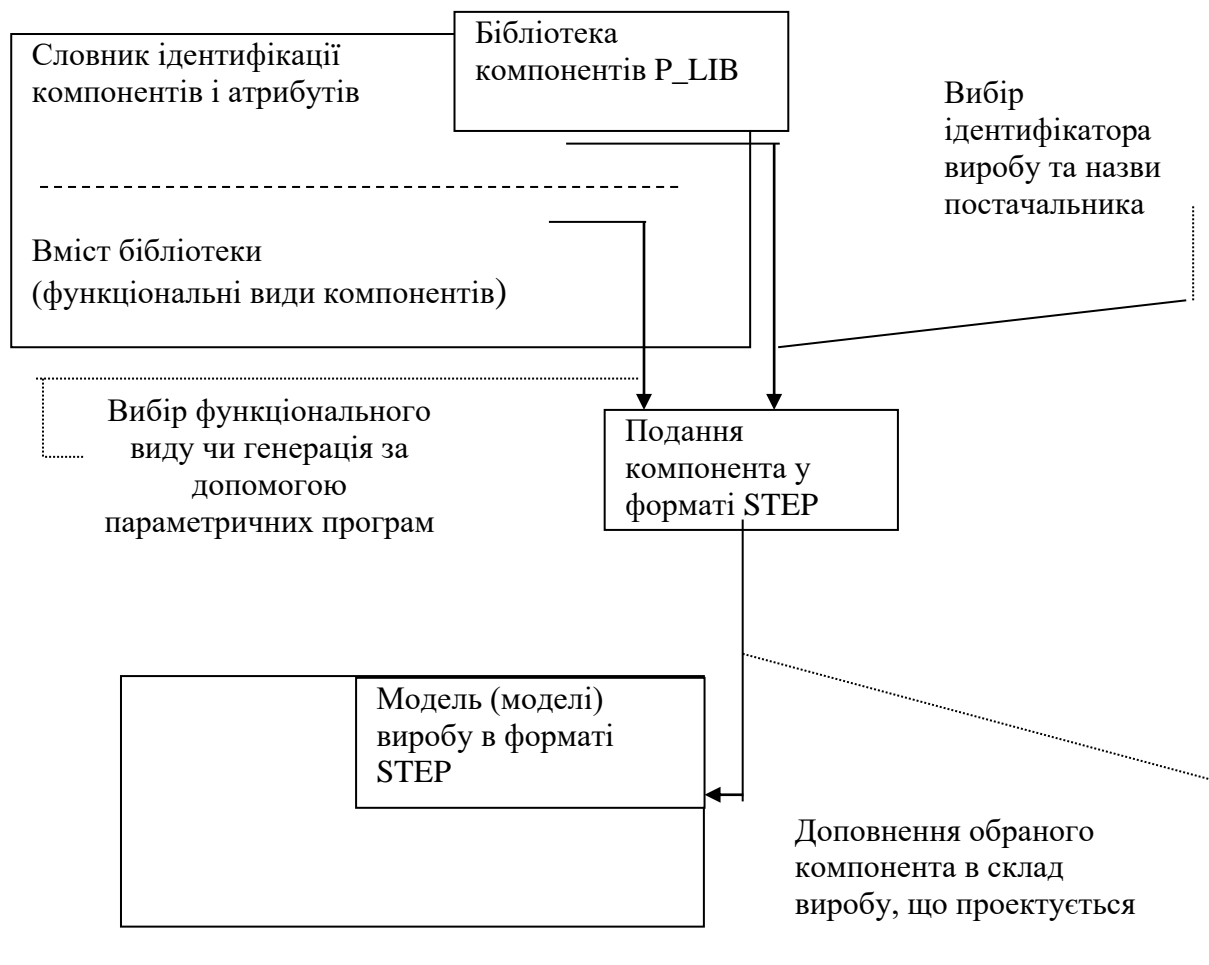 Бібліотека
компонентів P_LIB
Словник ідентифікації
компонентів і атрибутів
Вибір
ідентифікатора
виробу та назви
постачальника
Вміст бібліотеки
(функціональні види компонентів)
Вибір функціонального
виду чи генерація за
допомогою
параметричних програм
Подання
компонента у
форматі STEP
Модель (моделі)
виробу в форматі
STEP
Доповнення обраного
компонента в склад
виробу, що проектується